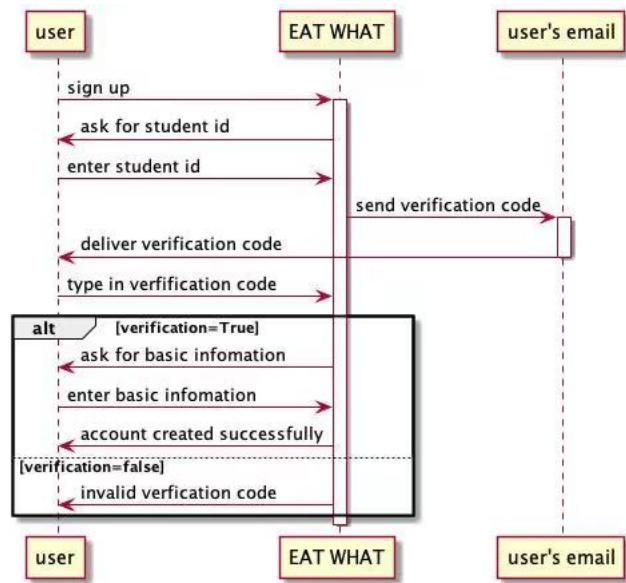 user EAT WHAT user's email
sign up
ask for student id
enter student id
send verification code
deliver verification code
type in verfification code
alt [verification=True]
ask for basic infomation
enter basic infomation
account created successfully
[verification=false]
invalid verfication code
user EAT WHAT user's email